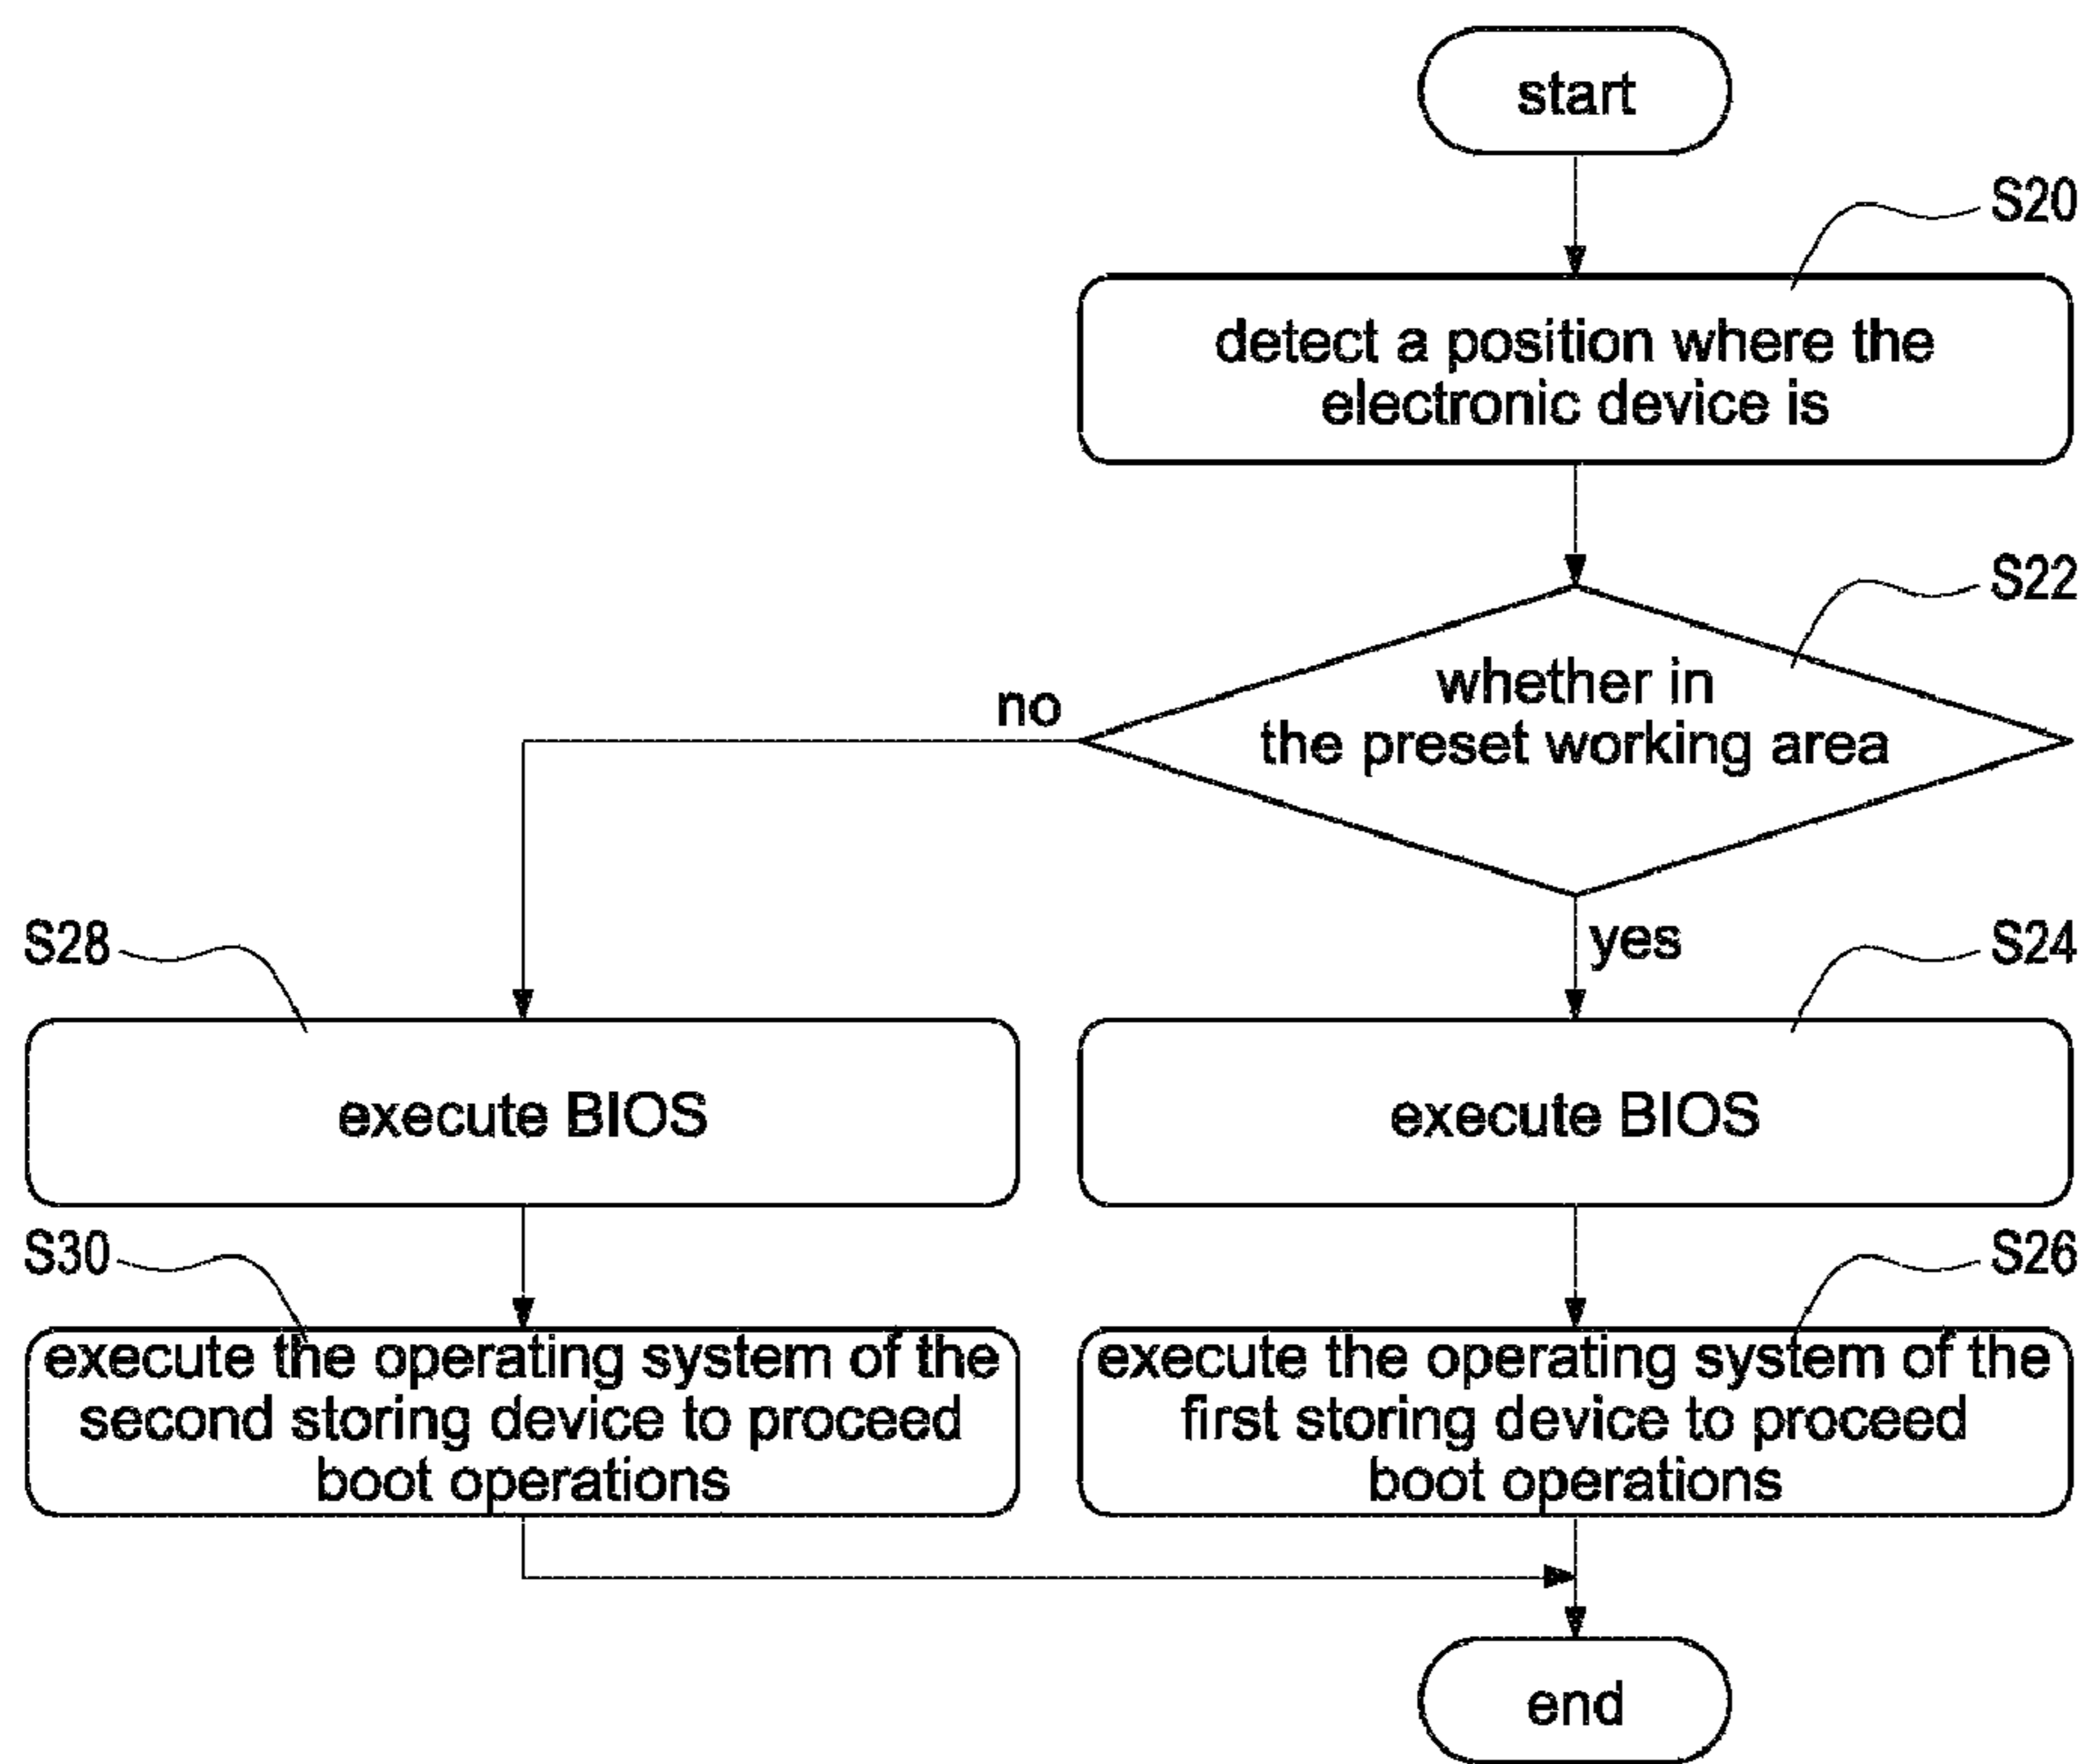 start
S20
detect a position where the
electronic device is
S22
whether in
the preset working area
no
yes
S28
S24
execute BIOS
execute BIOS
S30
S26
execute the operating system of the
second storing device to proceed
boot operations
execute the operating system of the
first storing device to proceed
boot operations
end